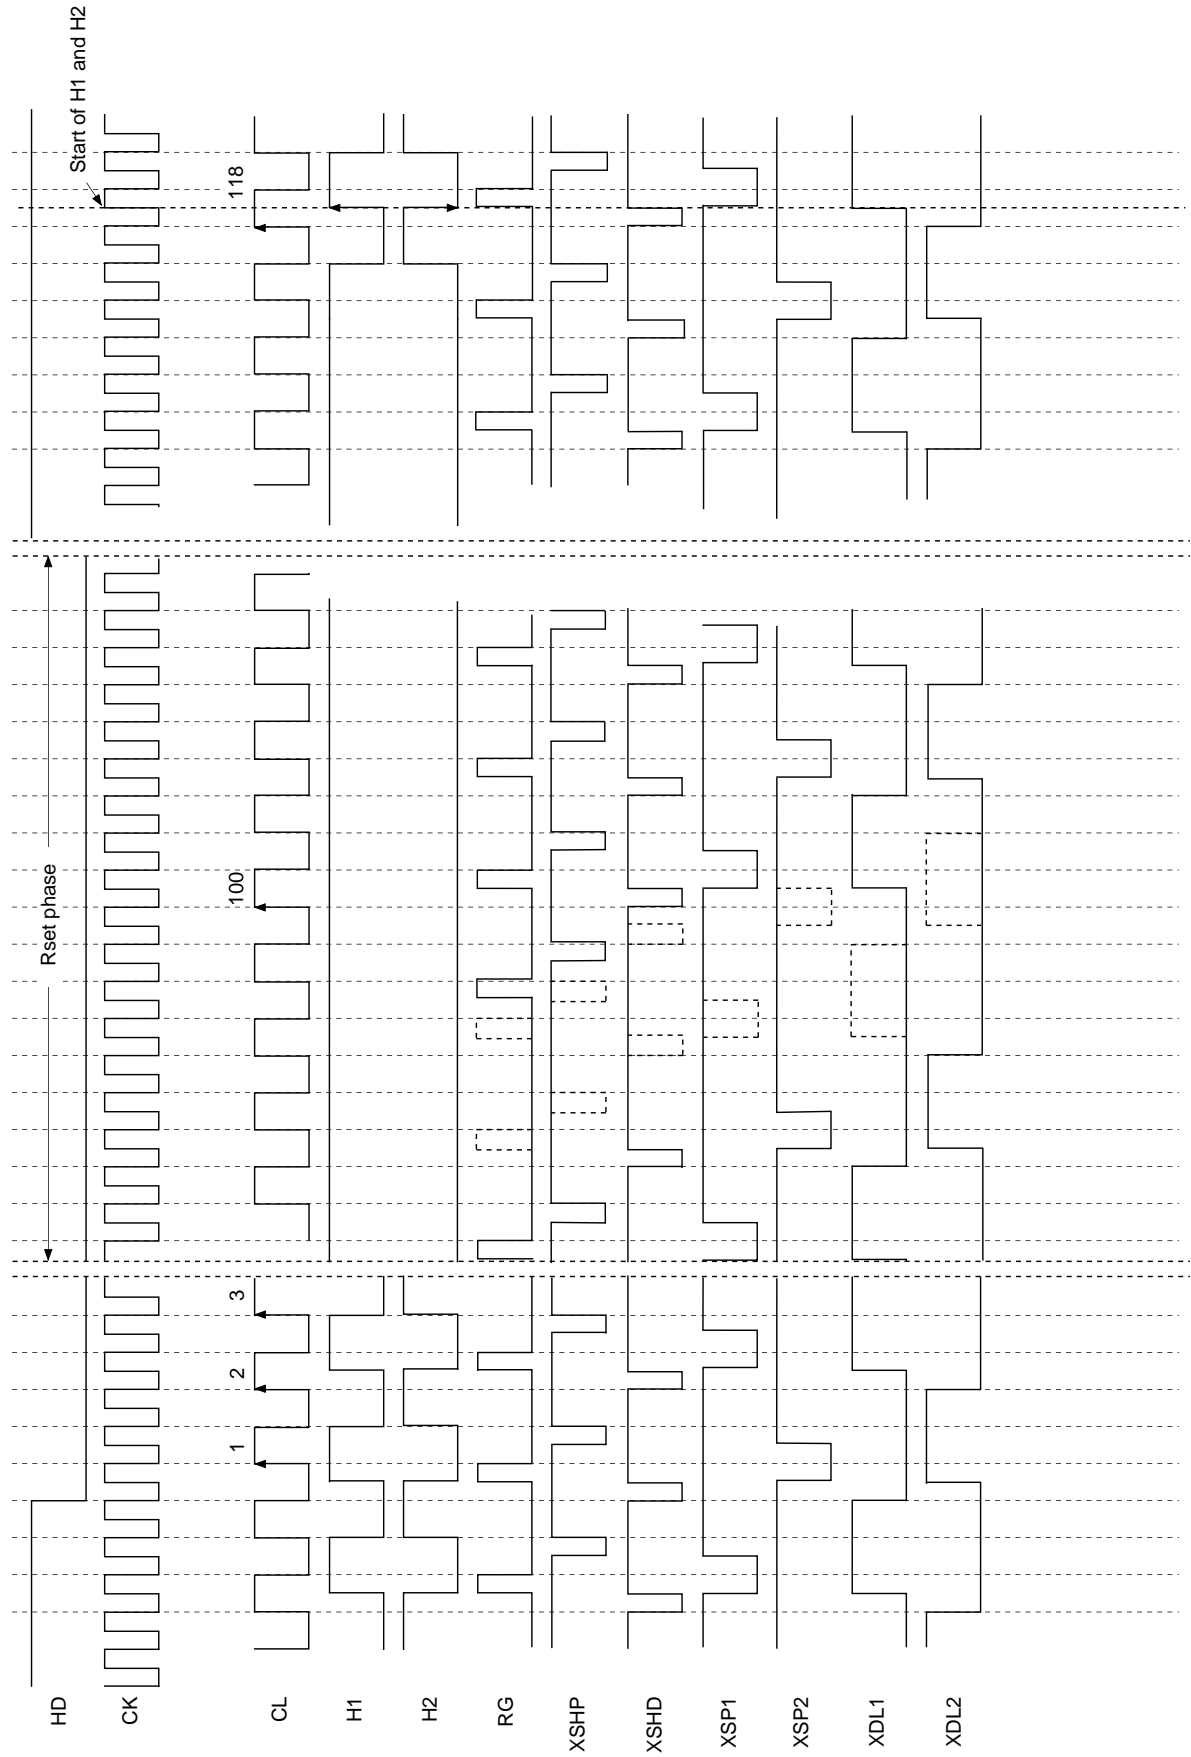 Start of H1 and H2
118
Rset phase
100
3
2
1
HD
CK
CL
H1
H2
RG
XSHP
XSHD
XSP1
XSP2
XDL1
XDL2